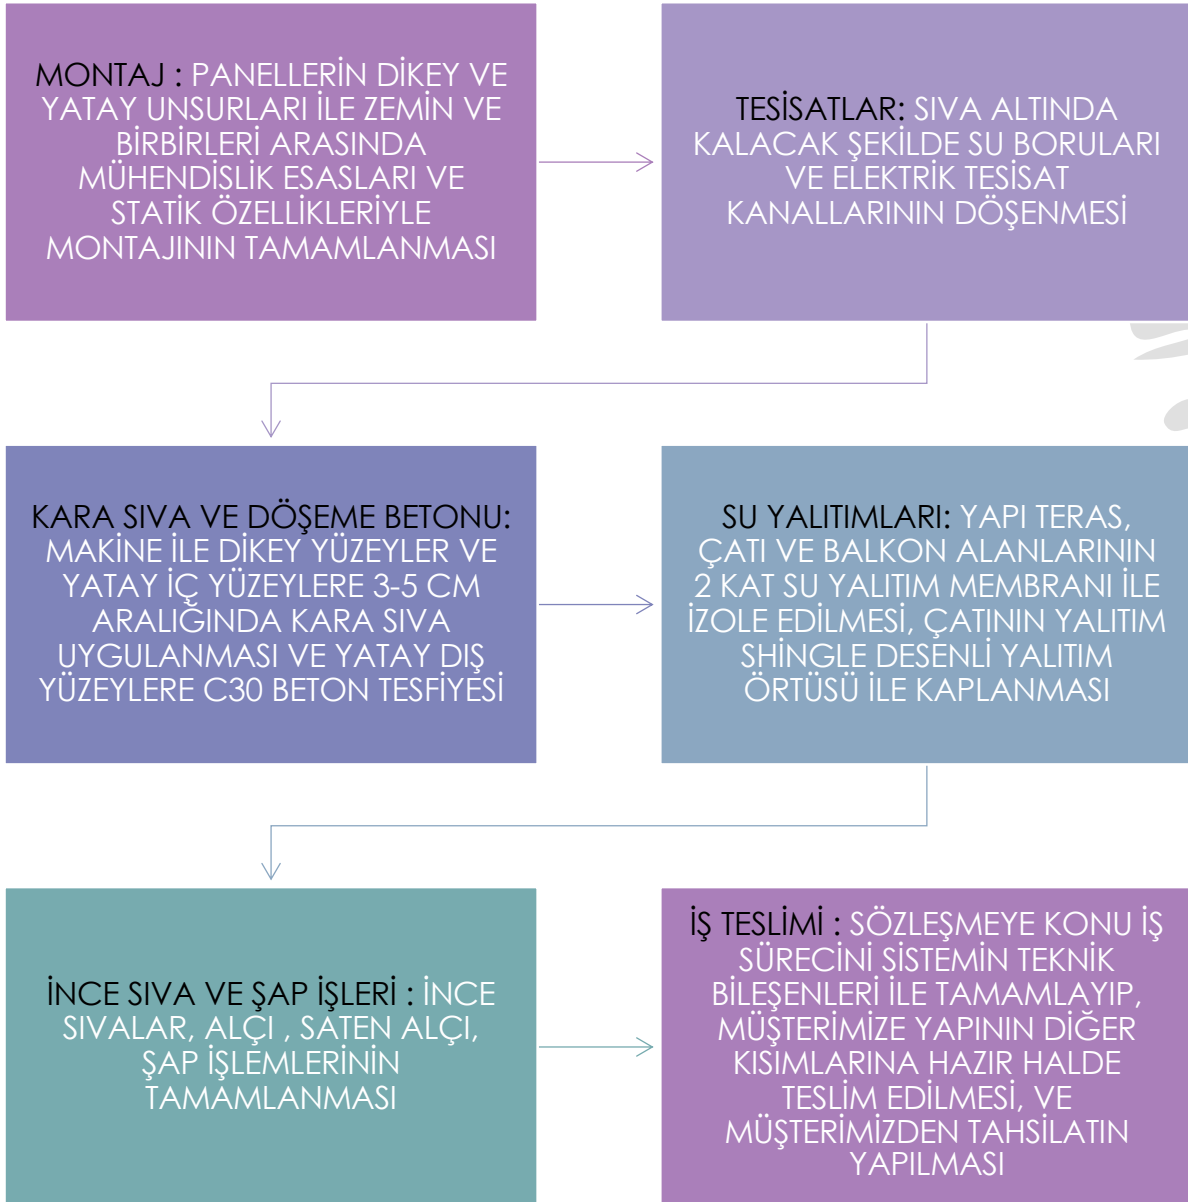 MONTAJ : PANELLERİN DİKEY VE
YATAY UNSURLARI İLE ZEMİN VE
BİRBİRLERİ ARASINDA
MÜHENDİSLİK ESASLARI VE
STATİK ÖZELLİKLERİYLE
MONTAJININ TAMAMLANMASI
TESİSATLAR: SIVA ALTINDA
KALACAK ŞEKİLDE SU BORULARI
VE ELEKTRİK TESİSAT
KANALLARININ DÖŞENMESİ
KARA SIVA VE DÖŞEME BETONU:
MAKİNE İLE DİKEY YÜZEYLER VE
YATAY İÇ YÜZEYLERE 3-5 CM
ARALIĞINDA KARA SIVA
UYGULANMASI VE YATAY DIŞ
YÜZEYLERE C30 BETON TESFİYESİ
SU YALITIMLARI: YAPI TERAS,
ÇATI VE BALKON ALANLARININ
2 KAT SU YALITIM MEMBRANI İLE
İZOLE EDİLMESİ, ÇATININ YALITIM
SHINGLE DESENLİ YALITIM
ÖRTÜSÜ İLE KAPLANMASI
İNCE SIVA VE ŞAP İŞLERİ : İNCE
SIVALAR, ALÇI , SATEN ALÇI,
ŞAP İŞLEMLERİNİN
TAMAMLANMASI
İŞ TESLİMİ : SÖZLEŞMEYE KONU İŞ
SÜRECİNİ SİSTEMİN TEKNİK
BİLEŞENLERİ İLE TAMAMLAYIP,
MÜŞTERİMİZE YAPININ DİĞER
KISIMLARINA HAZIR HALDE
TESLİM EDİLMESİ, VE
MÜŞTERİMİZDEN TAHSİLATIN
YAPILMASI